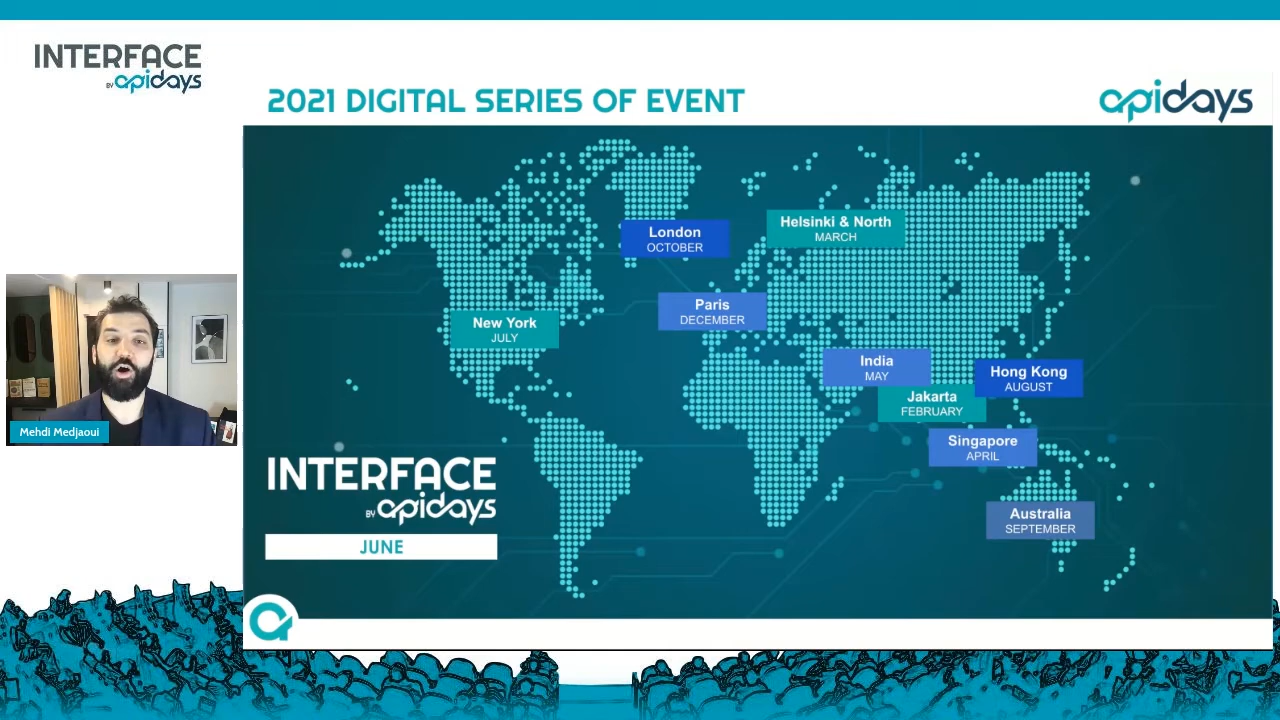 INTERFACE
BY apidays
2021 DIGITAL SERIES OF EVENT
apidays
London
OCTOBER
Helsinki & North
MARCH
Paris
DECEMBER
New York
JULY
India
MAY
Hong Kong
AUGUST
Jakarta
FEBRUARY
Singapore
APRIL
Australia
SEPTEMBER
INTERFACE
BY apidays
JUNE
Mehdi Medjaoui